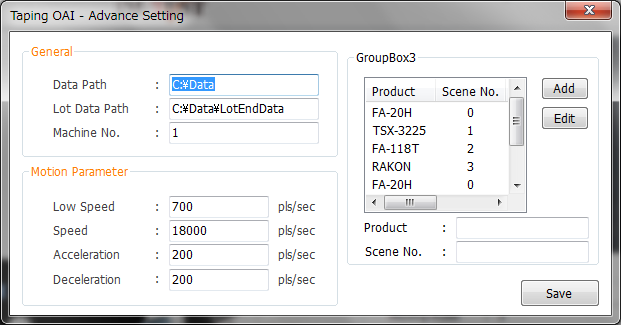 Taping OAI - Advance Setting
General
Data Path : C:¥Data
Lot Data Path : C:¥Data¥LotEndData
Machine No. : 1
Motion Parameter
Low Speed : 700 pls/sec
Speed : 18000 pls/sec
Acceleration : 200 pls/sec
Deceleration : 200 pls/sec
GroupBox3
Product Scene No.
FA-20H 0
TSX-3225 1
FA-118T 2
RAKON 3
FA-20H 0
Add
Edit
Product :
Scene No. :
Save